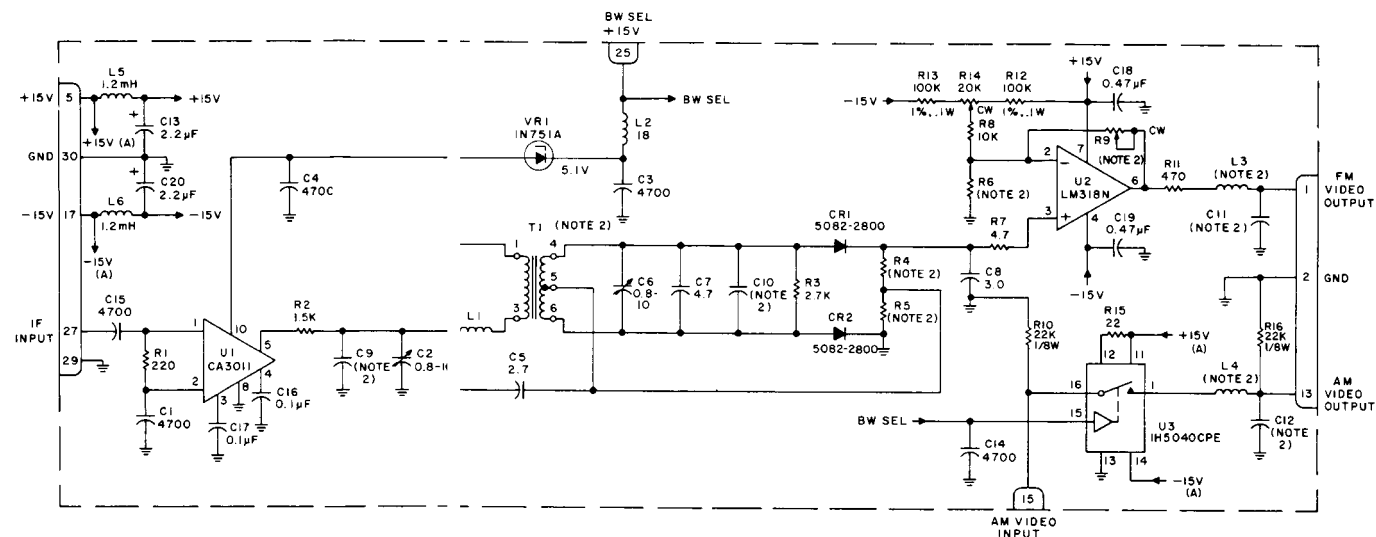 BW SEL
+15V
25
BW SEL
L5
1.2mH
+15V
5
+15V
+15V (A)
+
C13
2.2µF
GND
30
+
C20
2.2µF
L6
1.2mH
-15V
17
-15V
-15V
(A)
C4
470C
VR1
1N751A
5.1V
L2
18
C3
4700
R13
100K
1%,.1W
R14
20K
CW
R12
100K
1%,.1W
-15V
+15V
C18
0.47µF
R8
10K
R6
(NOTE 2)
CW
R9
(NOTE 2)
7
2
-
U2
LM318N
6
3
+
4
C19
0.47µF
-15V
R11
470
L3
(NOTE 2)
C11
(NOTE 2)
1
FM
VIDEO
OUTPUT
T1
(NOTE 2)
1
4
5
3
6
L1
C6
0.8-
10
C7
4.7
C10
(NOTE
2)
R3
2.7K
CR1
5082-2800
CR2
5082-2800
R4
(NOTE 2)
R5
(NOTE 2)
R7
4.7
C8
3.0
C5
2.7
IF
INPUT
27
29
C15
4700
R1
220
C1
4700
1
10
U1
CA3011
2
3
8
5
4
C16
0.1µF
C17
0.1µF
R2
1.5K
C9
(NOTE
2)
C2
0.8-1
R10
22K
1/8W
R15
22
+15V
(A)
12
11
16
1
15
U3
IH5040CPE
13
14
-15V
(A)
BW SEL
C14
4700
L4
(NOTE 2)
R16
22K
1/8W
C12
(NOTE
2)
2
GND
13
AM
VIDEO
OUTPUT
15
AM VIDEO
INPUT